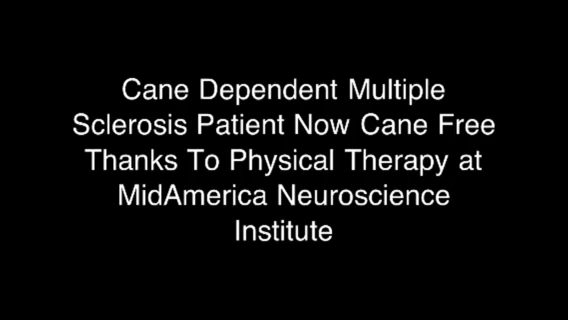 Cane Dependent Multiple
Sclerosis Patient Now Cane Free
Thanks To Physical Therapy at
MidAmerica Neuroscience
Institute